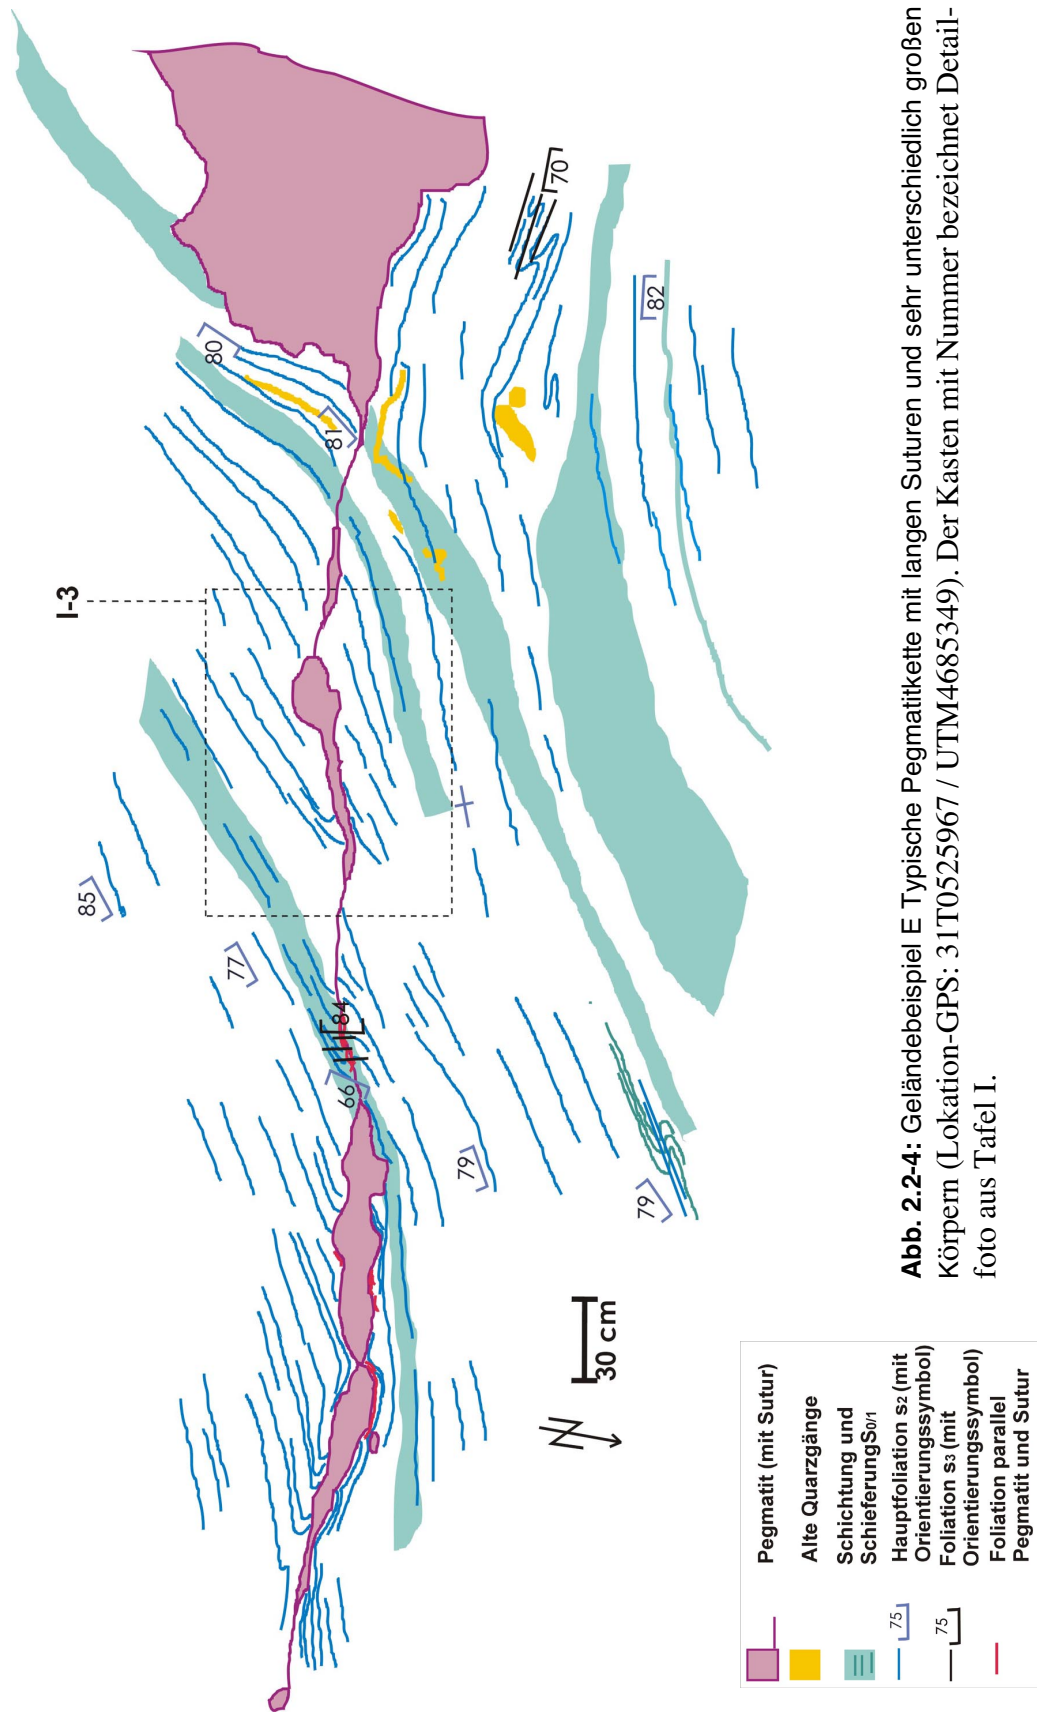 I-3
80
81
70
82
85
77
84
66
79
79
N
30 cm
Pegmatit (mit Sutur)
Alte Quarzgänge
Schichtung und
SchieferungS0/1
Hauptfoliation s2 (mit
Orientierungssymbol)
75
Foliation s3 (mit
Orientierungssymbol)
75
Foliation parallel
Pegmatit und Sutur
Abb. 2.2-4: Geländebeispiel E Typische Pegmatitkette mit langen Suturen und sehr unterschiedlich großen
Körpern (Lokation-GPS: 31T0525967 / UTM4685349). Der Kasten mit Nummer bezeichnet Detail-
foto aus Tafel I.